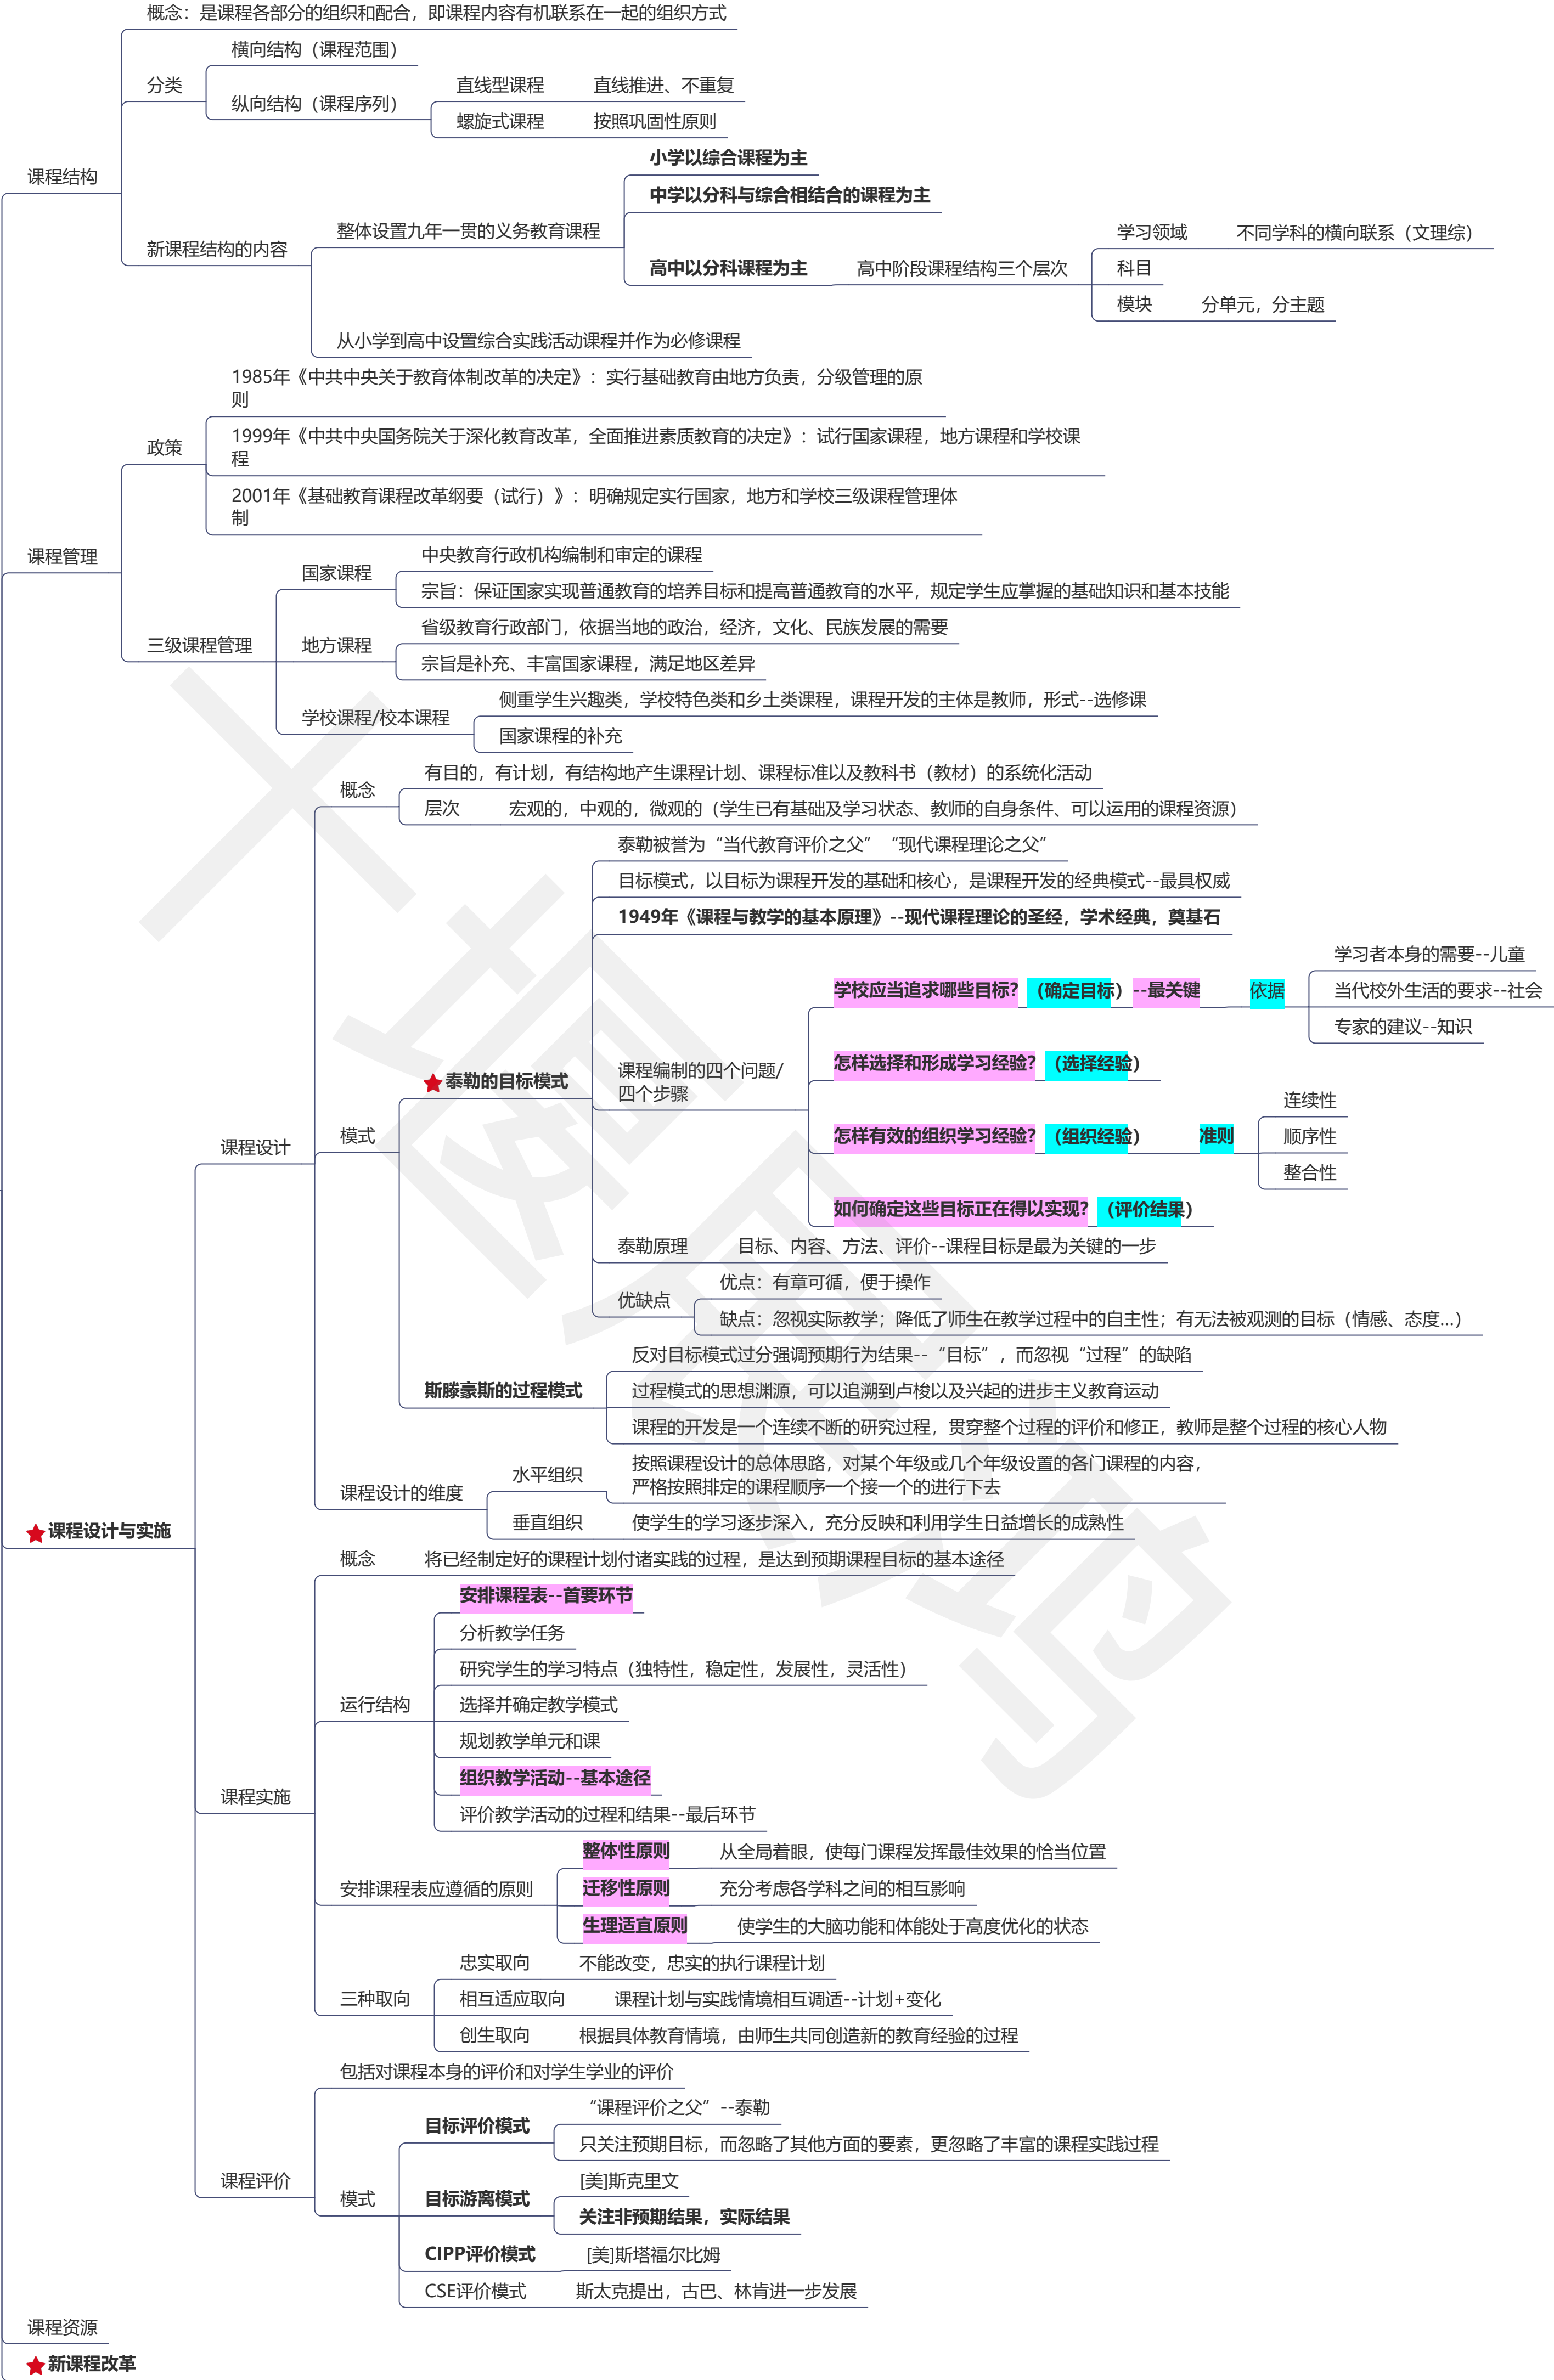 概念：是课程各部分的组织和配合，即课程内容有机联系在一起的组织方式
横向结构（课程范围）
分类
纵向结构（课程序列）
直线型课程 直线推进、不重复
螺旋式课程 按照巩固性原则
课程结构
小学以综合课程为主
中学以分科与综合相结合的课程为主
整体设置九年一贯的义务教育课程
新课程结构的内容
高中以分科课程为主 高中阶段课程结构三个层次
学习领域 不同学科的横向联系（文理综）
科目
模块 分单元，分主题
从小学到高中设置综合实践活动课程并作为必修课程
1985年《中共中央关于教育体制改革的决定》：实行基础教育由地方负责，分级管理的原
则
政策
1999年《中共中央国务院关于深化教育改革，全面推进素质教育的决定》：试行国家课程，地方课程和学校课
程
2001年《基础教育课程改革纲要（试行）》：明确规定实行国家，地方和学校三级课程管理体
制
课程管理
国家课程
中央教育行政机构编制和审定的课程
宗旨：保证国家实现普通教育的培养目标和提高普通教育的水平，规定学生应掌握的基础知识和基本技能
三级课程管理
地方课程
省级教育行政部门，依据当地的政治，经济，文化、民族发展的需要
宗旨是补充、丰富国家课程，满足地区差异
学校课程/校本课程
侧重学生兴趣类，学校特色类和乡土类课程，课程开发的主体是教师，形式--选修课
国家课程的补充
概念
有目的，有计划，有结构地产生课程计划、课程标准以及教科书（教材）的系统化活动
层次 宏观的，中观的，微观的（学生已有基础及学习状态、教师的自身条件、可以运用的课程资源）
泰勒被誉为“当代教育评价之父”“现代课程理论之父”
目标模式，以目标为课程开发的基础和核心，是课程开发的经典模式--最具权威
1949年《课程与教学的基本原理》--现代课程理论的圣经，学术经典，奠基石
学校应当追求哪些目标？（确定目标）--最关键 依据
学习者本身的需要--儿童
当代校外生活的要求--社会
专家的建议--知识
泰勒的目标模式
课程编制的四个问题/
四个步骤
怎样选择和形成学习经验？（选择经验）
怎样有效的组织学习经验？（组织经验） 准则
连续性
顺序性
整合性
如何确定这些目标正在得以实现？（评价结果）
课程设计
模式
泰勒原理 目标、内容、方法、评价--课程目标是最为关键的一步
优缺点
优点：有章可循，便于操作
缺点：忽视实际教学；降低了师生在教学过程中的自主性；有无法被观测的目标（情感、态度...）
斯滕豪斯的过程模式
反对目标模式过分强调预期行为结果--“目标”，而忽视“过程”的缺陷
过程模式的思想渊源，可以追溯到卢梭以及兴起的进步主义教育运动
课程的开发是一个连续不断的研究过程，贯穿整个过程的评价和修正，教师是整个过程的核心人物
课程设计的维度
水平组织
按照课程设计的总体思路，对某个年级或几个年级设置的各门课程的内容，
严格按照排定的课程顺序一个接一个的进行下去
垂直组织 使学生的学习逐步深入，充分反映和利用学生日益增长的成熟性
课程设计与实施
概念 将已经制定好的课程计划付诸实践的过程，是达到预期课程目标的基本途径
安排课程表--首要环节
分析教学任务
研究学生的学习特点（独特性，稳定性，发展性，灵活性）
运行结构
选择并确定教学模式
规划教学单元和课
组织教学活动--基本途径
评价教学活动的过程和结果--最后环节
课程实施
安排课程表应遵循的原则
整体性原则 从全局着眼，使每门课程发挥最佳效果的恰当位置
迁移性原则 充分考虑各学科之间的相互影响
生理适宜原则 使学生的大脑功能和体能处于高度优化的状态
三种取向
忠实取向 不能改变，忠实的执行课程计划
相互适应取向 课程计划与实践情境相互调适--计划+变化
创生取向 根据具体教育情境，由师生共同创造新的教育经验的过程
包括对课程本身的评价和对学生学业的评价
课程评价
模式
目标评价模式
“课程评价之父”--泰勒
只关注预期目标，而忽略了其他方面的要素，更忽略了丰富的课程实践过程
目标游离模式
[美]斯克里文
关注非预期结果，实际结果
CIPP评价模式 [美]斯塔福尔比姆
CSE评价模式 斯太克提出，古巴、林肯进一步发展
课程资源
新课程改革